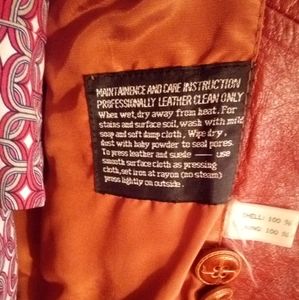 MAINTAINENCE AND CARE INSTRUCTION
PROFESSIONALLY LEATHER CLEAN ONLY
When wet, dry away from heat. For
stains and surface soil, wash with mild
soap and soft damp cloth, Wipe dry,
dust with baby powder to seal pores.
To press leather and suede — use
smooth surface cloth as pressing
cloth, set iron at rayon (no steam)
press lightly on outside.
SHELL: 100
100